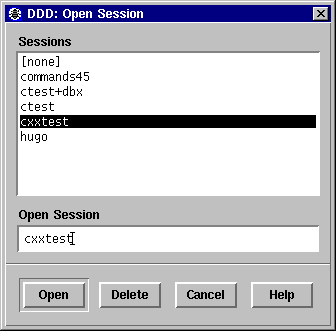 DDD: Open Session
Sessions
[none]
commands45
ctest+dbx
ctest
cxxtest
hugo
Open Session
cxxtest
Open Delete Cancel Help